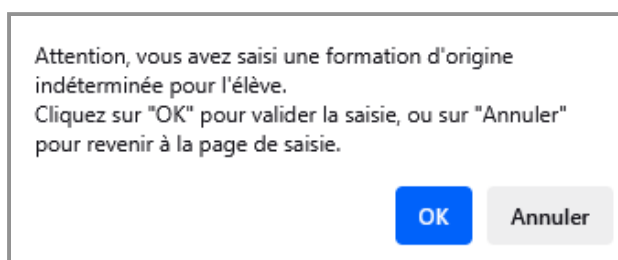 Attention, vous avez saisi une formation d'origine
indéterminée pour l'élève.
Cliquez sur "OK" pour valider la saisie, ou sur "Annuler"
pour revenir à la page de saisie.
OK Annuler